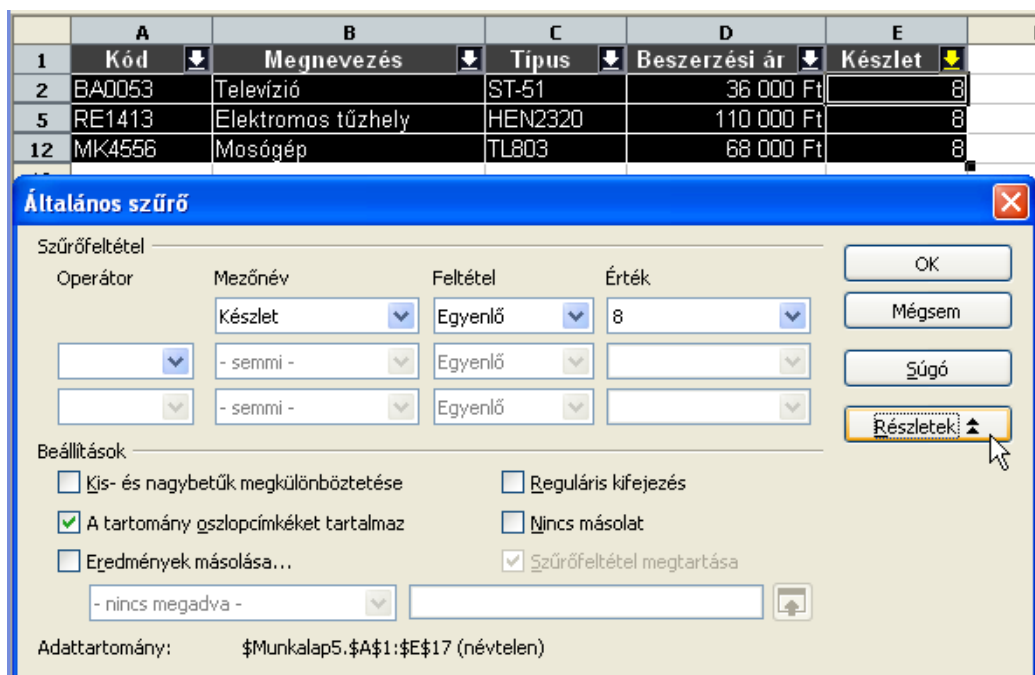 A B C D E
1 Kód Megnevezés Típus Beszerzési ár Készlet
2 BA0053 Televízió ST-51 36 000 Ft 8
5 RE1413 Elektromos tűzhely HEN2320 110 000 Ft 8
12 MK4556 Mosógép TL803 68 000 Ft 8
Általános szűrő
Szűrőfeltétel
Operátor Mezőnév Feltétel Érték
Készlet Egyenlő 8
- semmi - Egyenlő
- semmi - Egyenlő
OK
Mégsem
Súgó
Részletek
Beállítások
Kis- és nagybetűk megkülönböztetése Reguláris kifejezés
A tartomány oszlopcímkéket tartalmaz Nincs másolat
Eredmények másolása... Szűrőfeltétel megtartása
- nincs megadva -
Adattartomány: $Munkalap5.$A$1:$E$17 (névtelen)